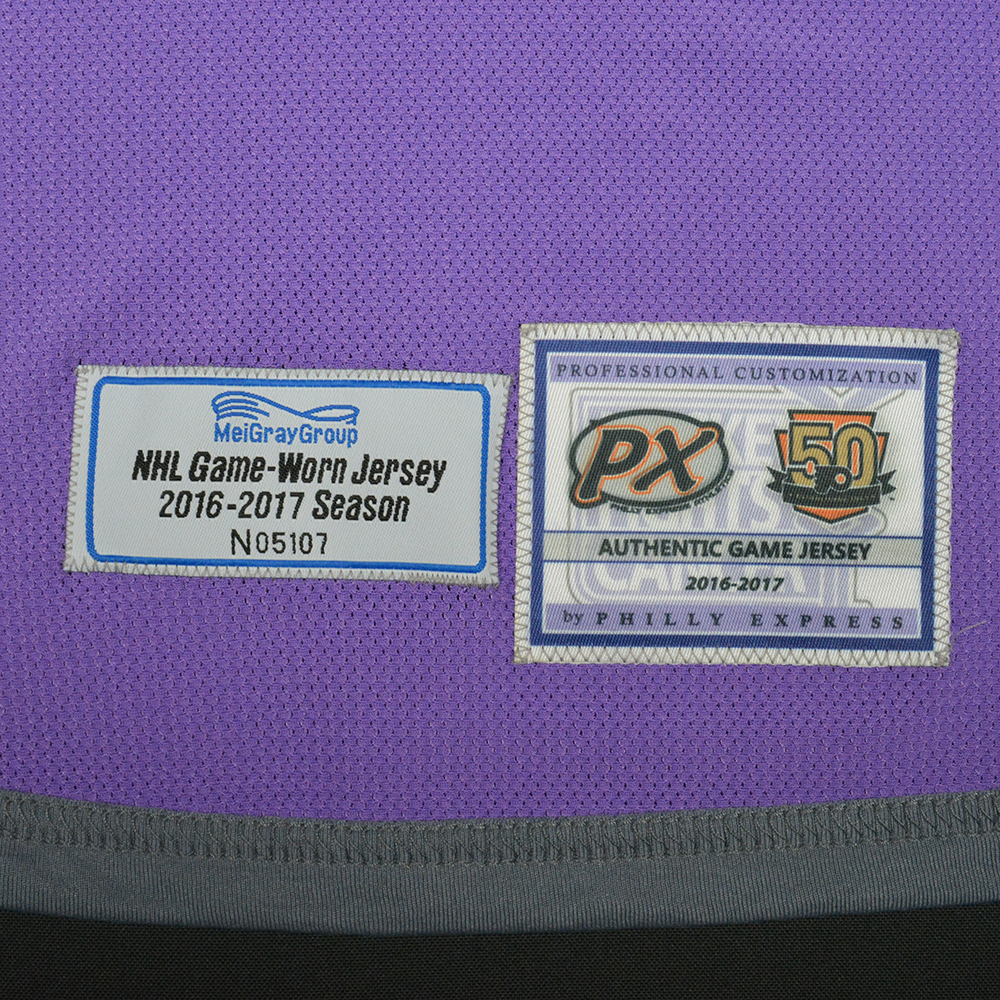 MeiGrayGroup
NHL Game-Worn Jersey
2016-2017 Season
N05107
PROFESSIONAL CUSTOMIZATION
PX
50
AUTHENTIC GAME JERSEY
2016-2017
by PHILLY EXPRESS